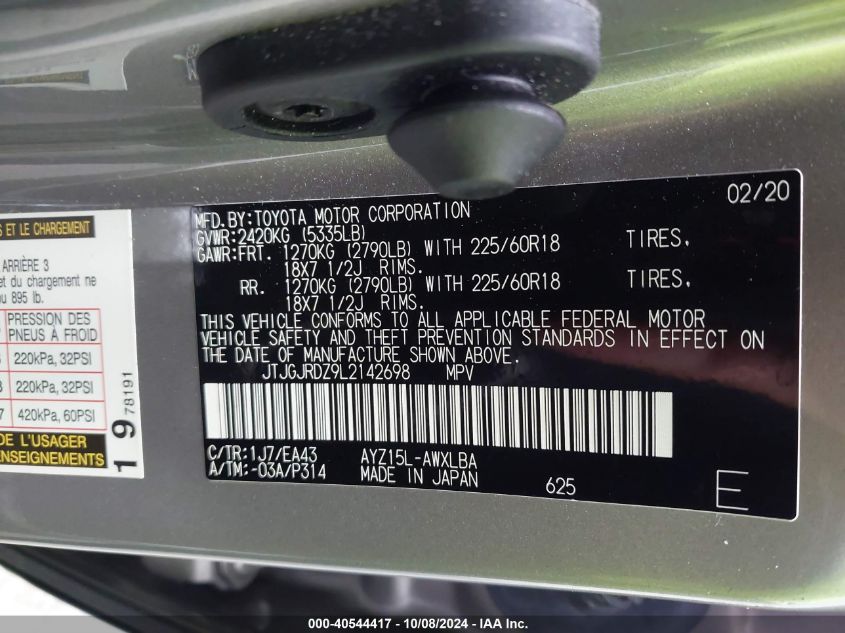 02/20
MFD.BY:TOYOTA MOTOR CORPORATION
GVWR:2420KG (5335LB)
GAWR:FRT. 1270KG (2790LB) WITH 225/60R18 TIRES,
18X7 1/2J RIMS.
RR. 1270KG (2790LB) WITH 225/60R18 TIRES,
18X7 1/2J RIMS.
THIS VEHICLE CONFORMS TO ALL APPLICABLE FEDERAL MOTOR
VEHICLE SAFETY AND THEFT PREVENTION STANDARDS IN EFFECT ON
THE DATE OF MANUFACTURE SHOWN ABOVE.
JTJGJRDZ9L2142698 MPV
C/TR:1J7/EA43 AYZ15L-AWXLBA
A/TM:-03A/P314 MADE IN JAPAN 625 E
ET LE CHARGEMENT
ARRIÈRE 3
et du chargement ne
ou 895 lb.
PRESSION DES
PNEUS À FROID
220kPa, 32PSI
220kPa, 32PSI
420kPa, 60PSI
DE L'USAGER
RENSEIGNEMENTS
19 78191
000-40544417 - 10/08/2024 - IAA Inc.